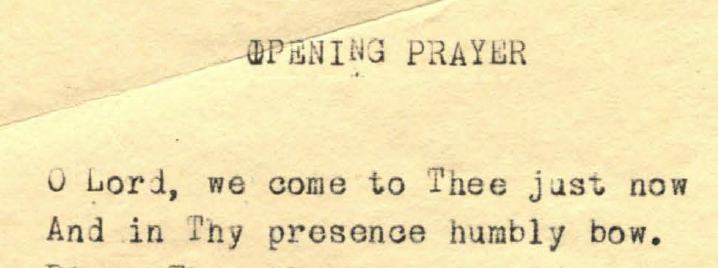 OPENING PRAYER
O Lord, we come to Thee just now
And in Thy presence humbly bow.